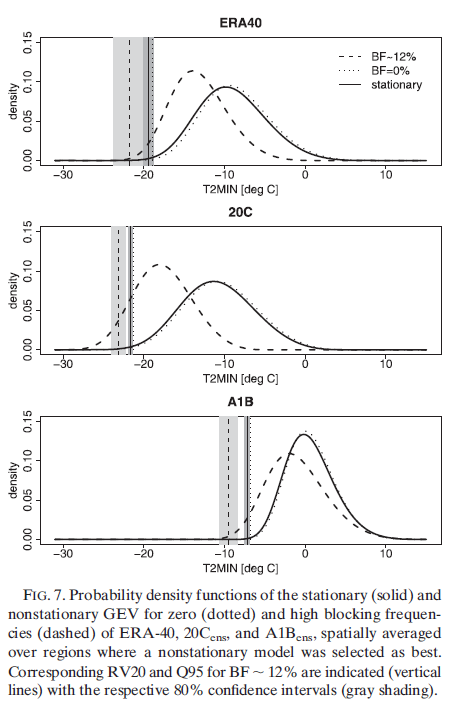 ERA40
BF~12%
BF=0%
stationary
density
0.00 0.05 0.10 0.15
−30 −20 −10 0 10
T2MIN [deg C]
20C
density
0.00 0.05 0.10 0.15
−30 −20 −10 0 10
T2MIN [deg C]
A1B
density
0.00 0.05 0.10 0.15
−30 −20 −10 0 10
T2MIN [deg C]
FIG. 7. Probability density functions of the stationary (solid) and
nonstationary GEV for zero (dotted) and high blocking frequen-
cies (dashed) of ERA-40, 20Ccns, and A1Bcns, spatially averaged
over regions where a nonstationary model was selected as best.
Corresponding RV20 and Q95 for BF ~ 12% are indicated (vertical
lines) with the respective 80% confidence intervals (gray shading).